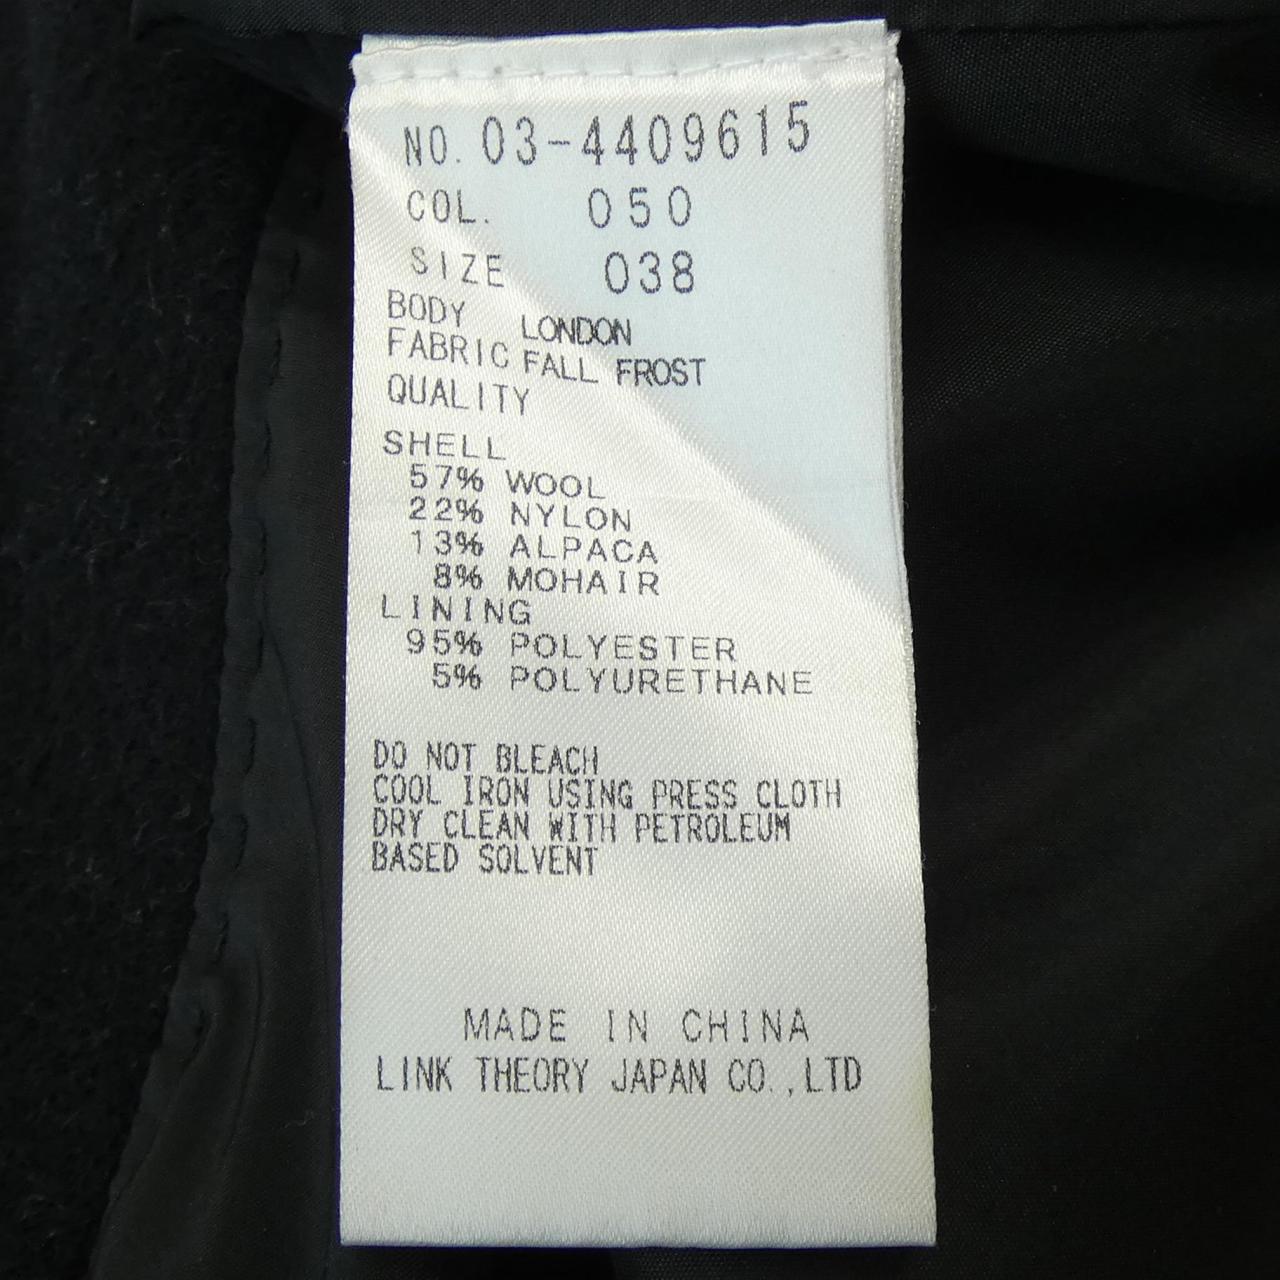 NO. 03-4409615
COL. 050
SIZE 038
BODY LONDON
FABRIC FALL FROST
QUALITY
SHELL
57% WOOL
22% NYLON
13% ALPACA
8% MOHAIR
LINING
95% POLYESTER
5% POLYURETHANE
DO NOT BLEACH
COOL IRON USING PRESS CLOTH
DRY CLEAN WITH PETROLEUM
BASED SOLVENT
MADE IN CHINA
LINK THEORY JAPAN CO.,LTD